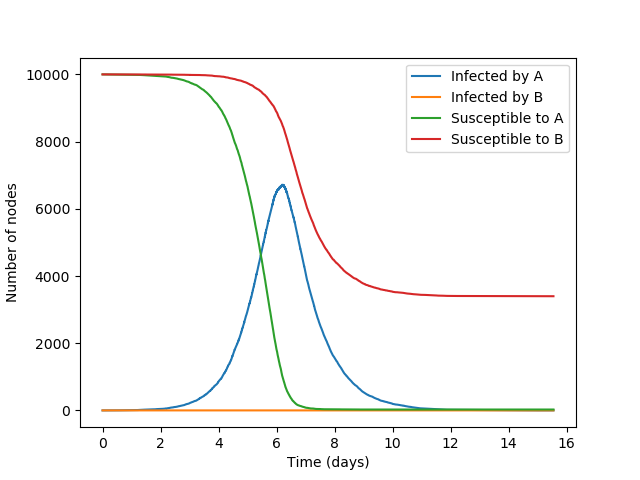 Number of nodes
10000
8000
6000
4000
2000
0
Infected by A
Infected by B
Susceptible to A
Susceptible to B
0 2 4 6 8 10 12 14 16
Time (days)